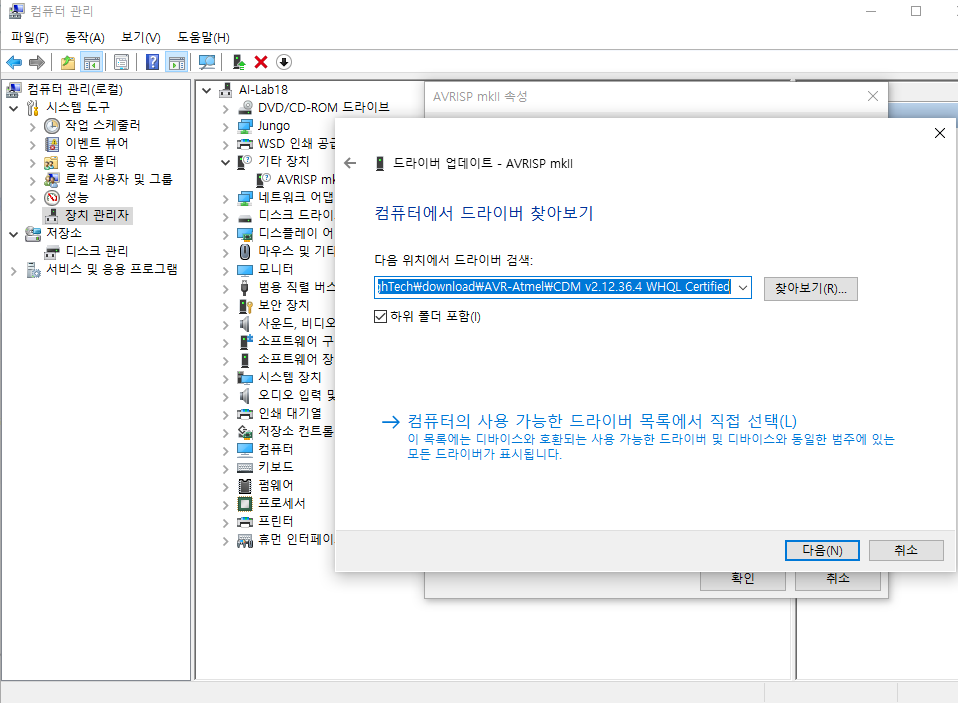 컴퓨터 관리
파일(F) 동작(A) 보기(V) 도움말(H)
컴퓨터 관리(로컬)
시스템 도구
작업 스케줄러
이벤트 뷰어
공유 폴더
로컬 사용자 및 그룹
성능
장치 관리자
저장소
디스크 관리
서비스 및 응용 프로그램
AI-Lab18
DVD/CD-ROM 드라이브
Jungo
WSD 인쇄 공급
기타 장치
AVRISP mk
네트워크 어댑
디스크 드라이
디스플레이 어
마우스 및 기타
모니터
범용 직렬 버스
보안 장치
사운드, 비디오
소프트웨어 구
소프트웨어 장
시스템 장치
오디오 입력 및
인쇄 대기열
저장소 컨트롤
컴퓨터
키보드
펌웨어
프로세서
프린터
휴먼 인터페이
AVRISP mkII 속성
드라이버 업데이트 - AVRISP mkII
컴퓨터에서 드라이버 찾아보기
다음 위치에서 드라이버 검색:
ghTech\download\AVR-Atmel\CDM v2.12.36.4 WHQL Certified
찾아보기(R)...
하위 폴더 포함(I)
컴퓨터의 사용 가능한 드라이버 목록에서 직접 선택(L)
이 목록에는 디바이스와 호환되는 사용 가능한 드라이버 및 디바이스와 동일한 범주에 있는
모든 드라이버가 표시됩니다.
다음(N) 취소
확인 취소